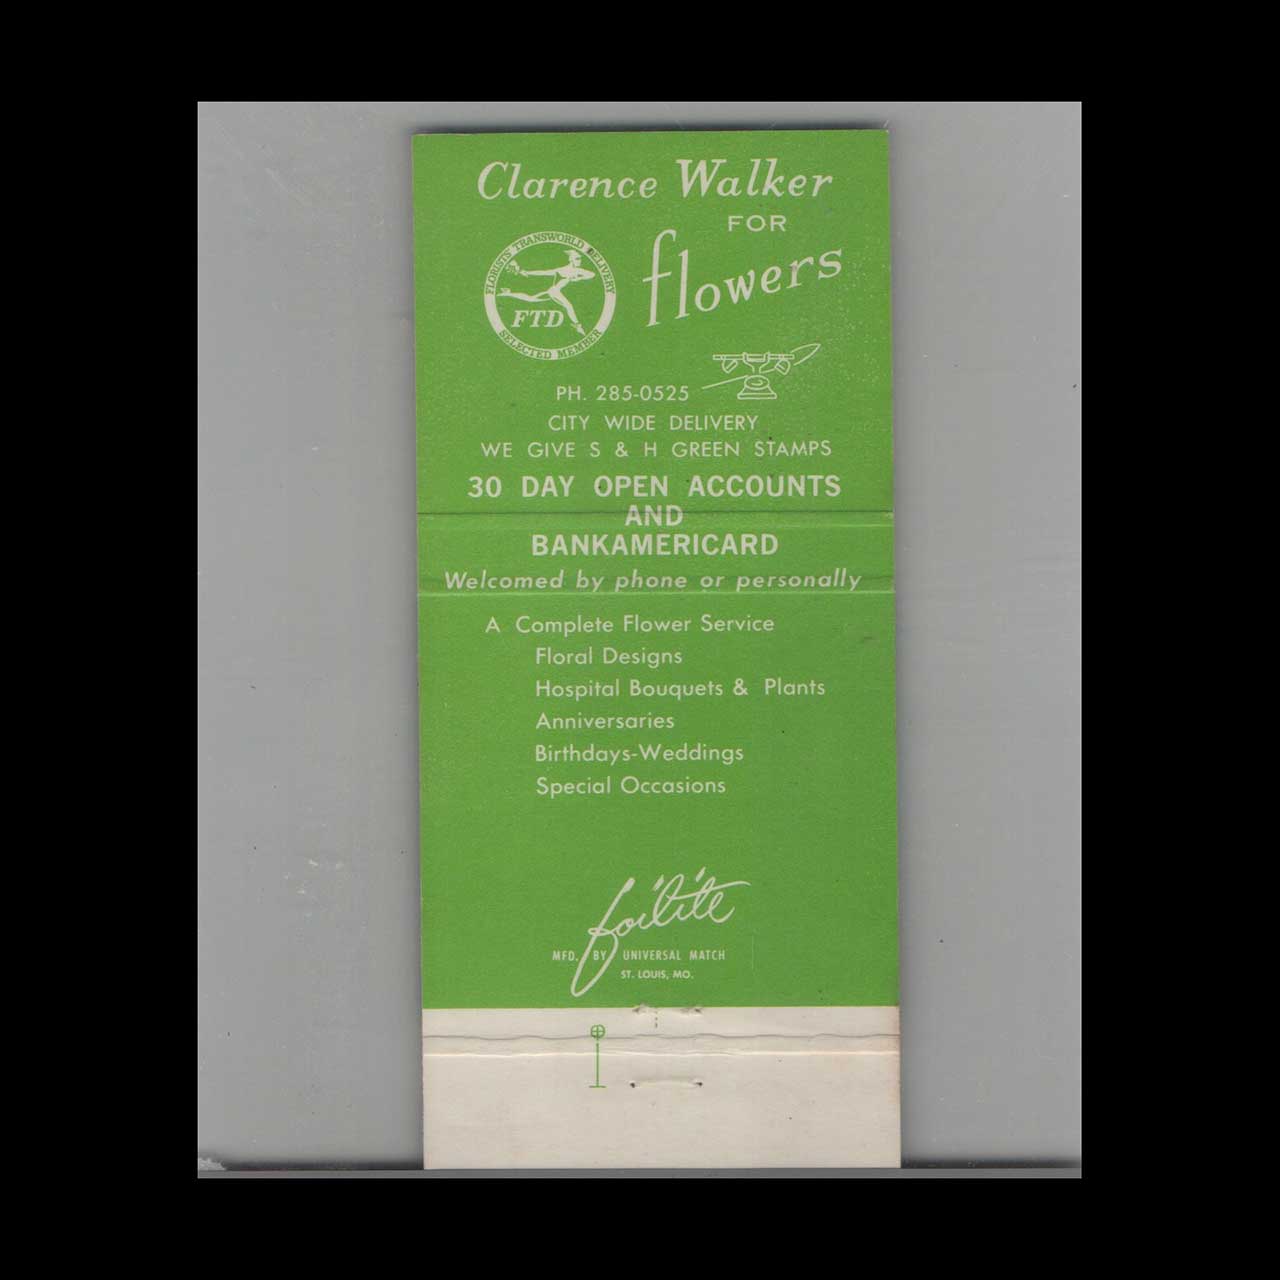 Clarence Walker
FOR
flowers
FLORISTS' TRANSWORLD DELIVERY
FTD
SELECTED MEMBER
PH. 285-0525
CITY WIDE DELIVERY
WE GIVE S & H GREEN STAMPS
30 DAY OPEN ACCOUNTS
AND
BANKAMERICARD
Welcomed by phone or personally
A Complete Flower Service
Floral Designs
Hospital Bouquets & Plants
Anniversaries
Birthdays-Weddings
Special Occasions
foilite
MFD. BY UNIVERSAL MATCH
ST. LOUIS, MO.